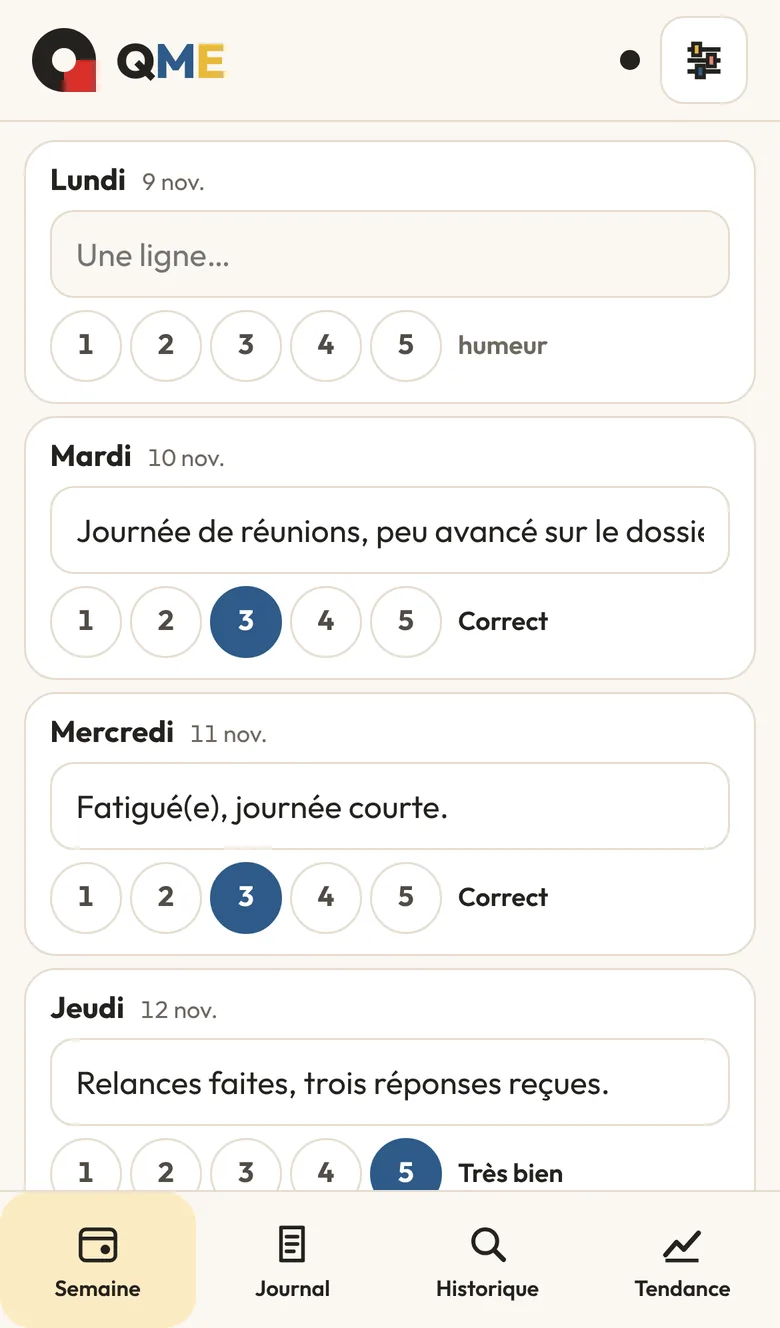 QME
Lundi 9 nov.
Une ligne...
1 2 3 4 5 humeur
Mardi 10 nov.
Journée de réunions, peu avancé sur le
1 2 3 4 5 Correct
Mercredi 11 nov.
Fatigué(e), journée courte.
1 2 3 4 5 Correct
Jeudi 12 nov.
Relances faites, trois réponses reçues.
1 2 3 4 5 Très bien
Semaine Journal Historique Tendance